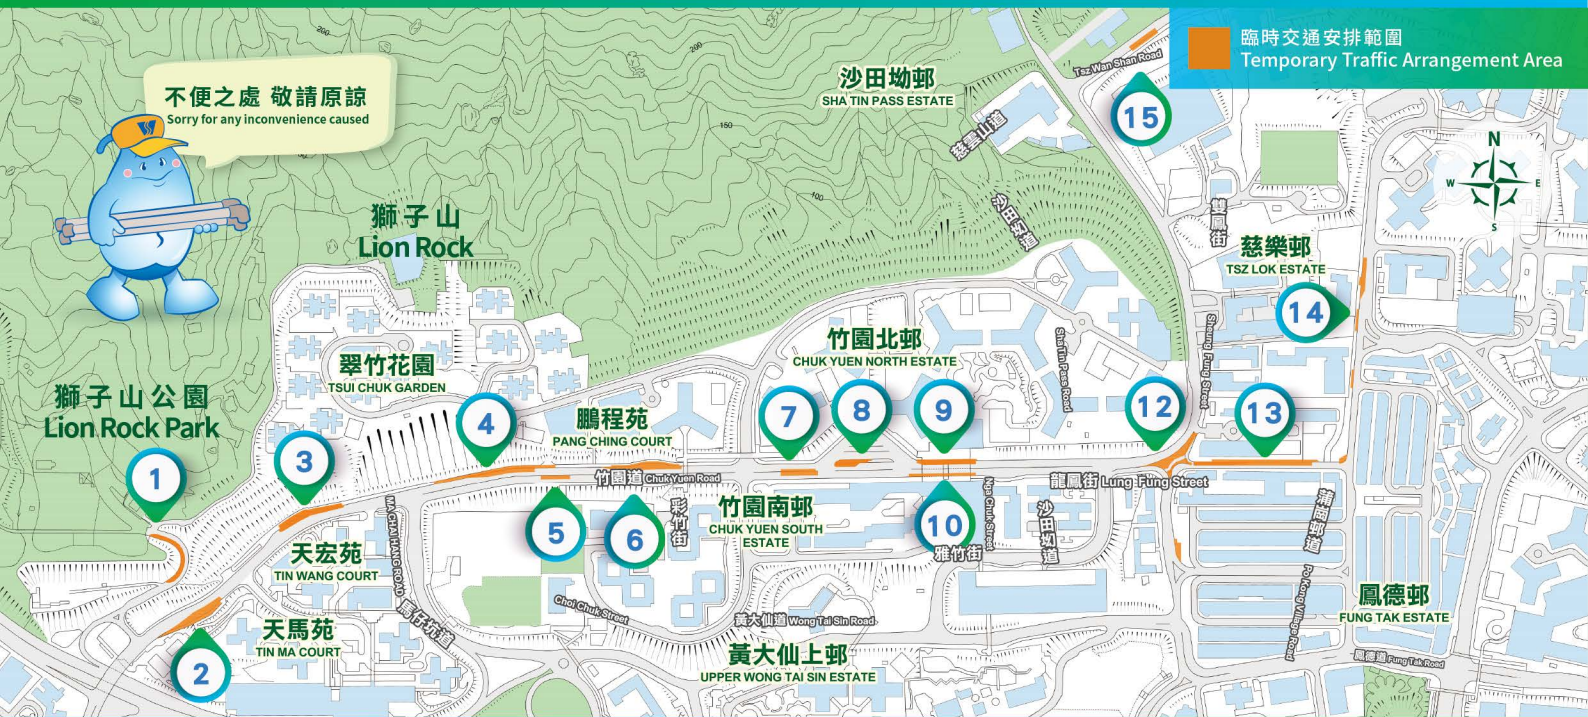 臨時交通安排範圍
Temporary Traffic Arrangement Area
不便之處 敬請原諒
Sorry for any inconvenience caused
200
200
150
100
沙田坳邨
SHA TIN PASS ESTATE
慈雲山道
Tsz Wan Shan Road
15
N
W
E
S
沙田坳道
雙鳳街
慈樂邨
TSZ LOK ESTATE
14
獅子山
Lion Rock
翠竹花園
TSUI CHUK GARDEN
竹園北邨
CHUK YUEN NORTH ESTATE
Sha Tin Pass Road
Sheung Fung Street
獅子山公園
Lion Rock Park
1
3
4
鵬程苑
PANG CHING COURT
7
8
9
12
13
竹園道 Chuk Yuen Road
龍鳳街 Lung Fung Street
MA CHAI HANG ROAD
馬仔坑道
5
6
彩竹街
竹園南邨
CHUK YUEN SOUTH
ESTATE
10
雅竹街
Nga Chuk Street
沙田坳道
蒲崗村道
Po Kong Village Road
天宏苑
TIN WANG COURT
天馬苑
TIN MA COURT
2
Choi Chuk Street
黃大仙道 Wong Tai Sin Road
黃大仙上邨
UPPER WONG TAI SIN ESTATE
鳳德邨
FUNG TAK ESTATE
鳳德道 Fung Tak Road